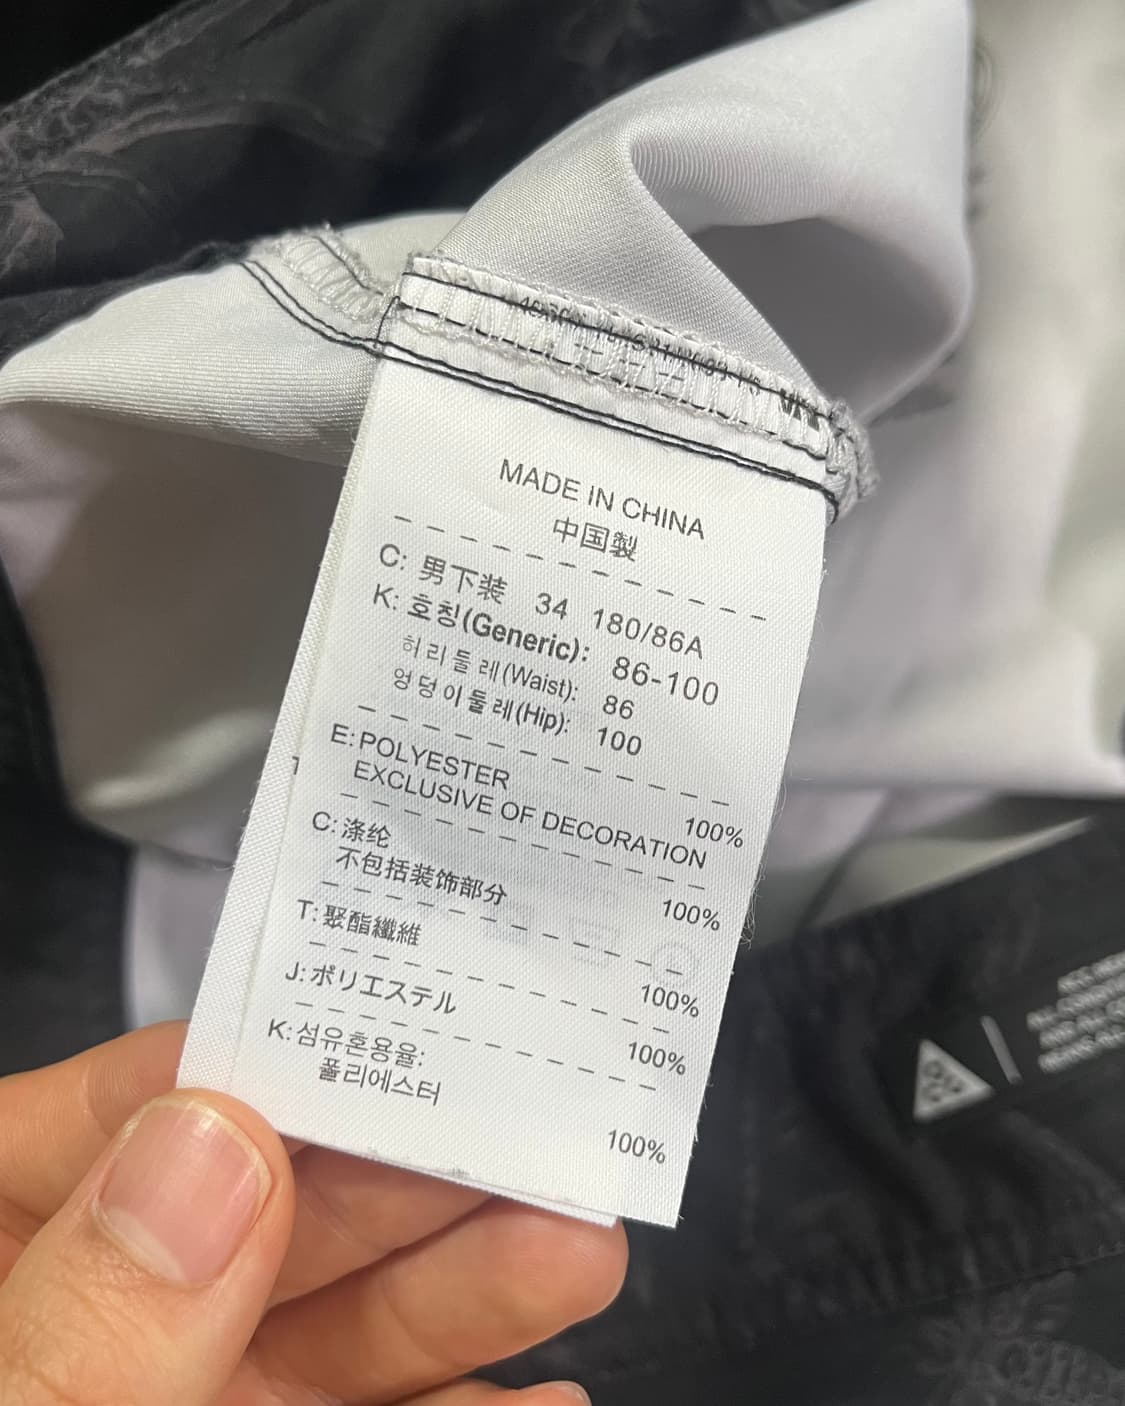 MADE IN CHINA
中国製
C: 男下装 34 180/86A
K: 호칭(Generic): 86-100
허리둘레(Waist): 86
엉덩이둘레(Hip): 100
E: POLYESTER 100%
EXCLUSIVE OF DECORATION
C: 涤纶 100%
不包括装饰部分
T: 聚酯纖維 100%
J: ポリエステル 100%
K: 섬유혼용율:
폴리에스터 100%